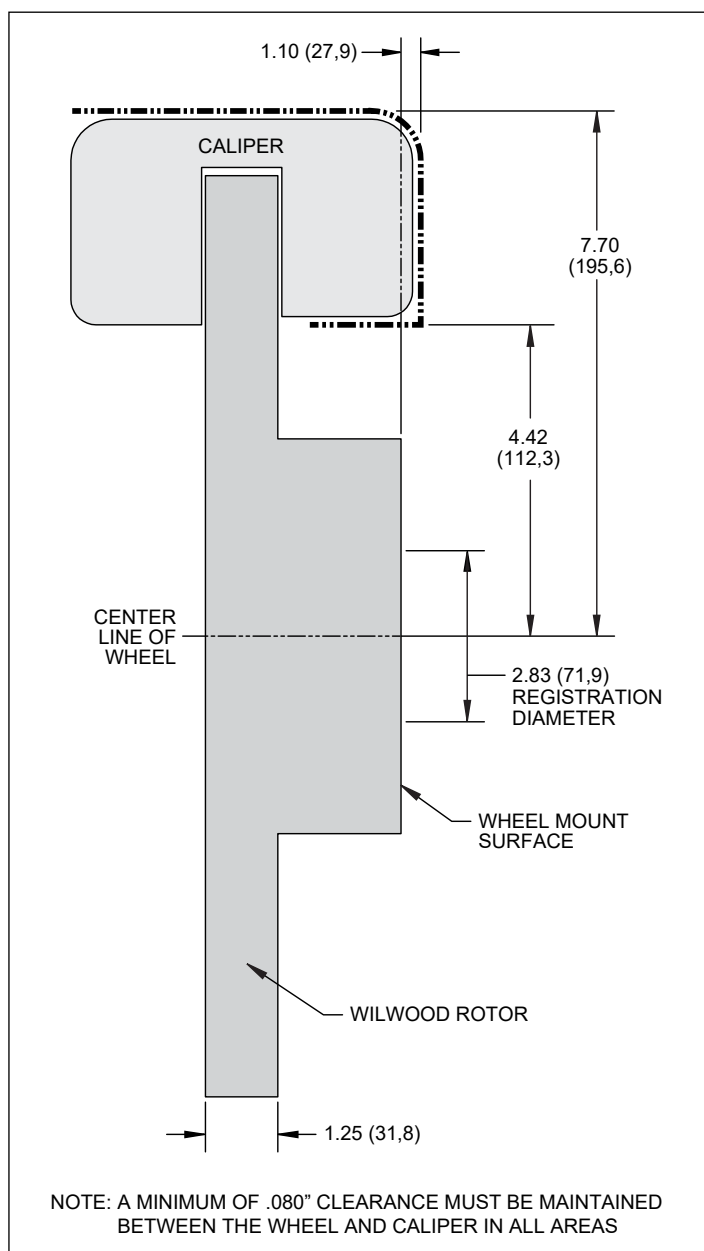 1.10 (27,9)
CALIPER
7.70
(195,6)
4.42
(112,3)
CENTER
LINE OF
WHEEL
2.83 (71,9)
REGISTRATION
DIAMETER
WHEEL MOUNT
SURFACE
WILWOOD ROTOR
1.25 (31,8)
NOTE: A MINIMUM OF .080" CLEARANCE MUST BE MAINTAINED
BETWEEN THE WHEEL AND CALIPER IN ALL AREAS